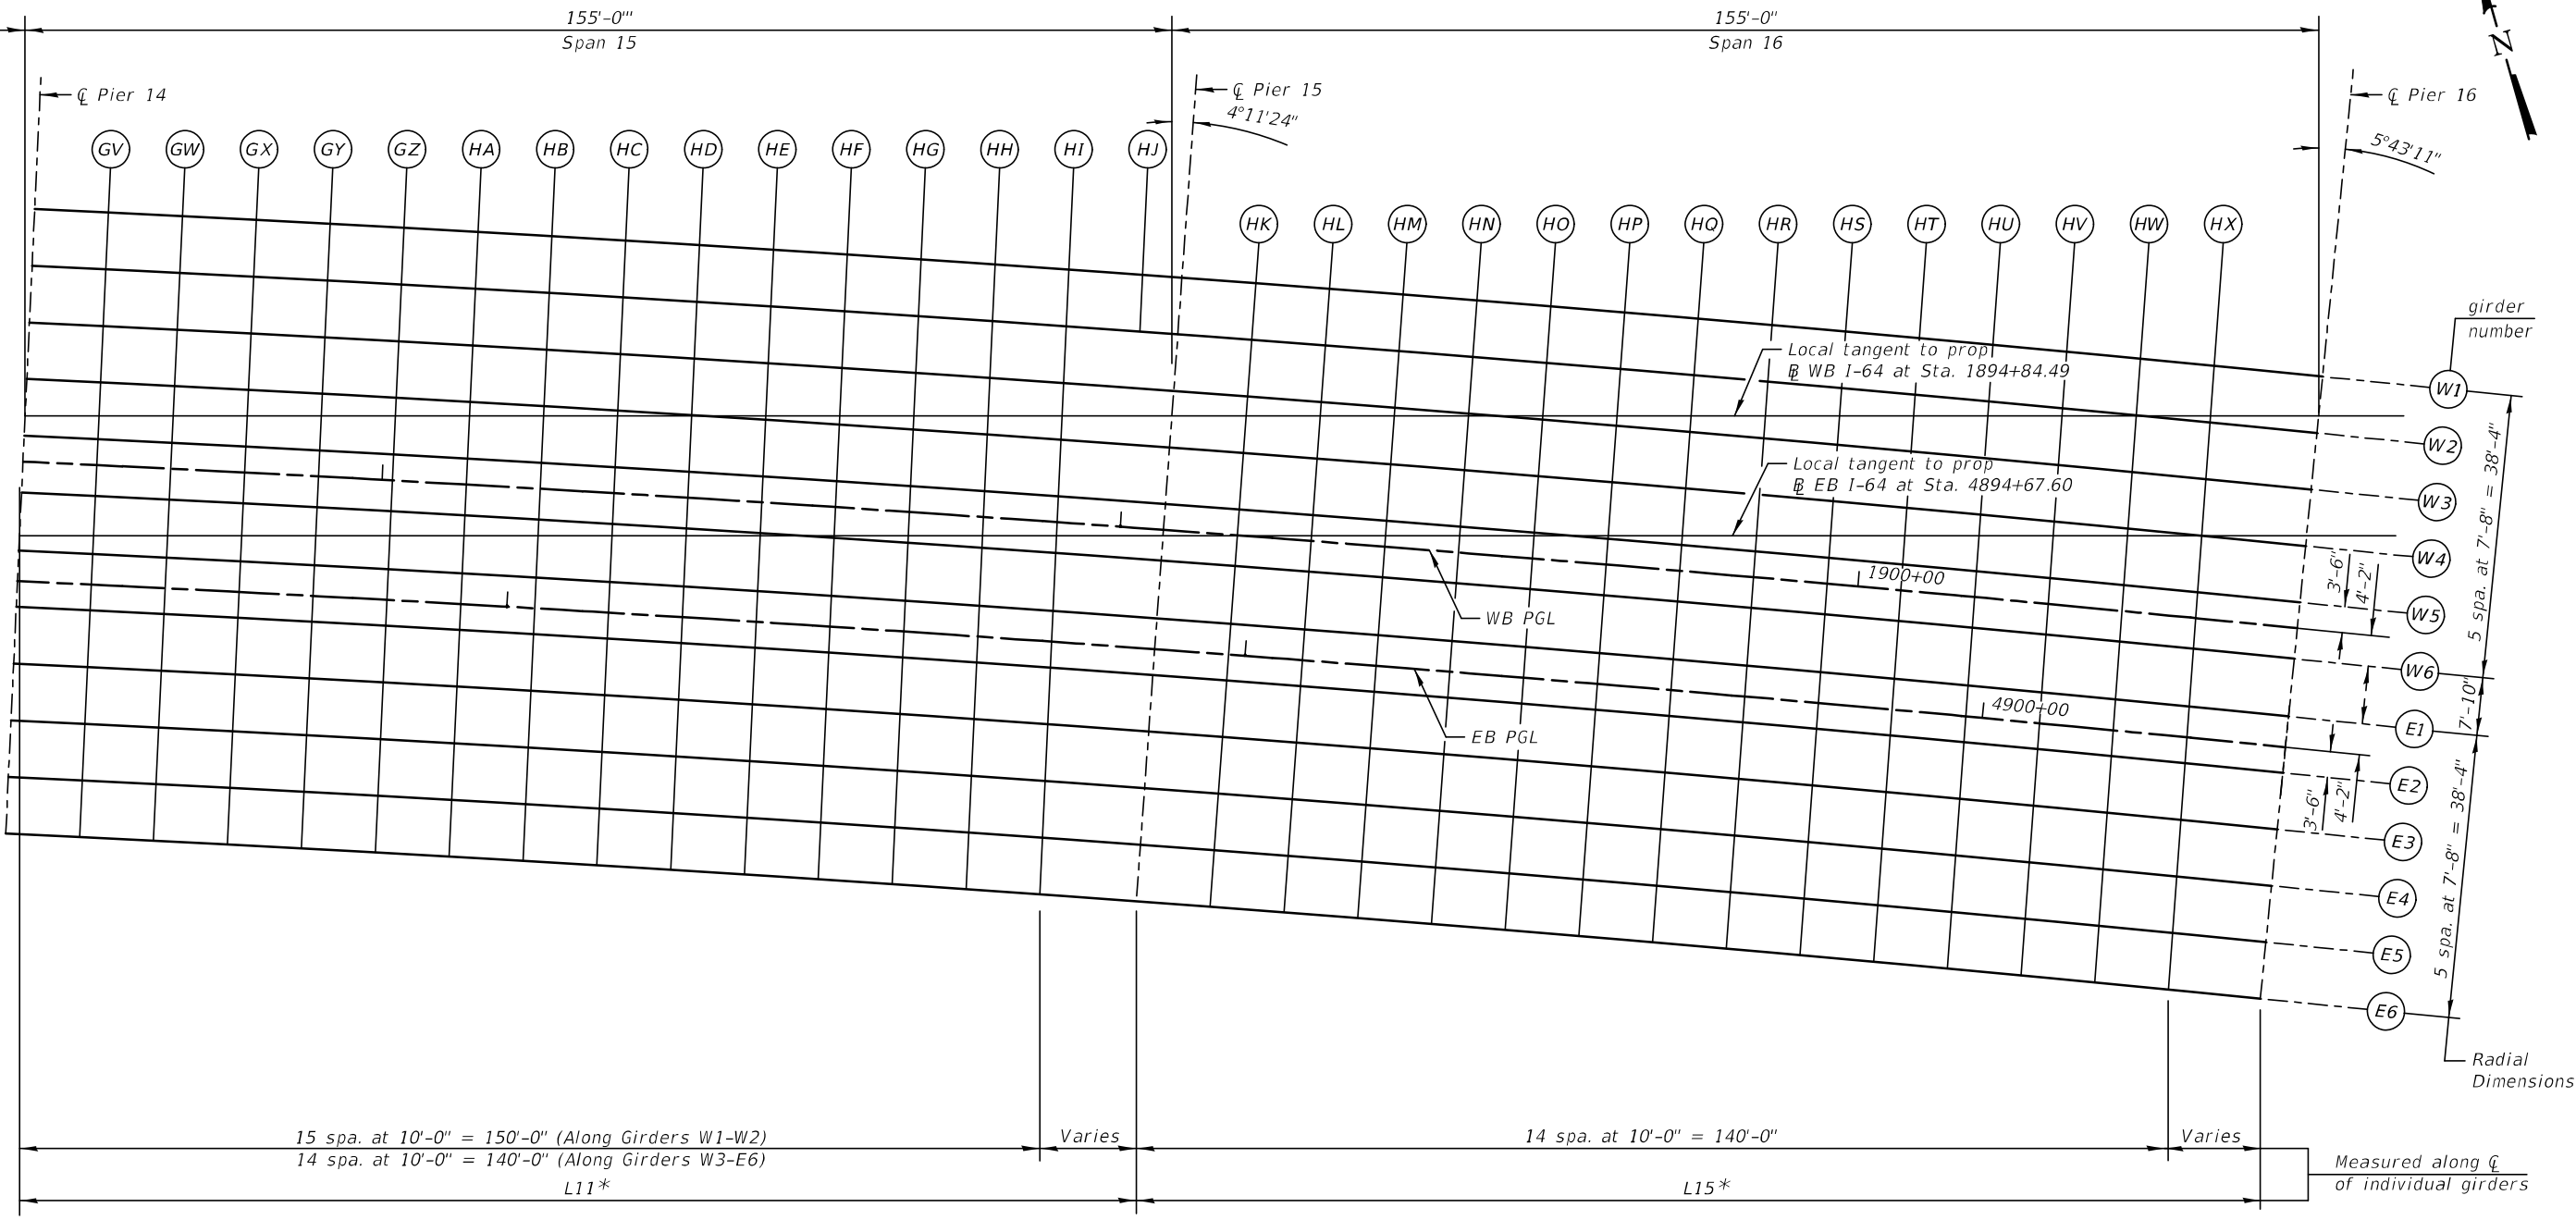 155'-0"'
Span 15
155'-0"
Span 16
N
℄ Pier 14
℄ Pier 15
4°11'24"
℄ Pier 16
5°43'11"
GV GW GX GY GZ HA HB HC HD HE HF HG HH HI HJ
HK HL HM HN HO HP HQ HR HS HT HU HV HW HX
girder
number
Local tangent to prop
℄ WB I-64 at Sta. 1894+84.49
Local tangent to prop
℄ EB I-64 at Sta. 4894+67.60
W1
W2
W3
W4
W5
W6
E1
E2
E3
E4
E5
E6
5 spa. at 7'-8" = 38'-4"
7'-10"
5 spa. at 7'-8" = 38'-4"
3'-6"
4'-2"
3'-6"
4'-2"
1900+00
WB PGL
4900+00
EB PGL
Radial
Dimensions
15 spa. at 10'-0" = 150'-0" (Along Girders W1-W2)
14 spa. at 10'-0" = 140'-0" (Along Girders W3-E6)
Varies
14 spa. at 10'-0" = 140'-0"
Varies
L11*
L15*
Measured along ℄
of individual girders